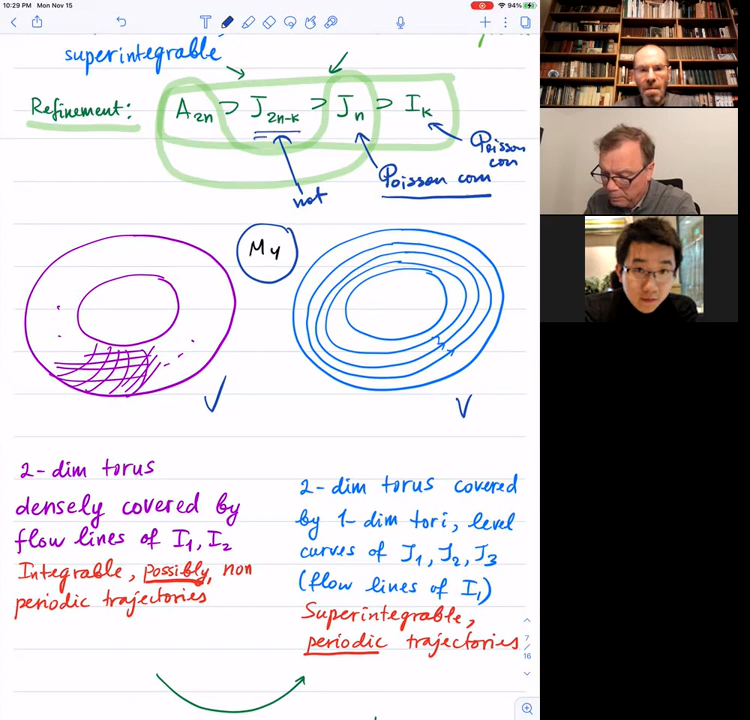 10:29 PM Mon Nov 15
94%
superintegrable
Refinement: A2n ⊃ J2n-k ⊃ Jn ⊃ Ik
Poisson
com
Poisson com
not
M4
2-dim torus
densely covered by
flow lines of I1, I2
Integrable, possibly, non
periodic trajectories
2-dim torus covered
by 1-dim tori, level
curves of J1, J2, J3
(flow lines of I1)
Superintegrable,
periodic trajectories
7
16